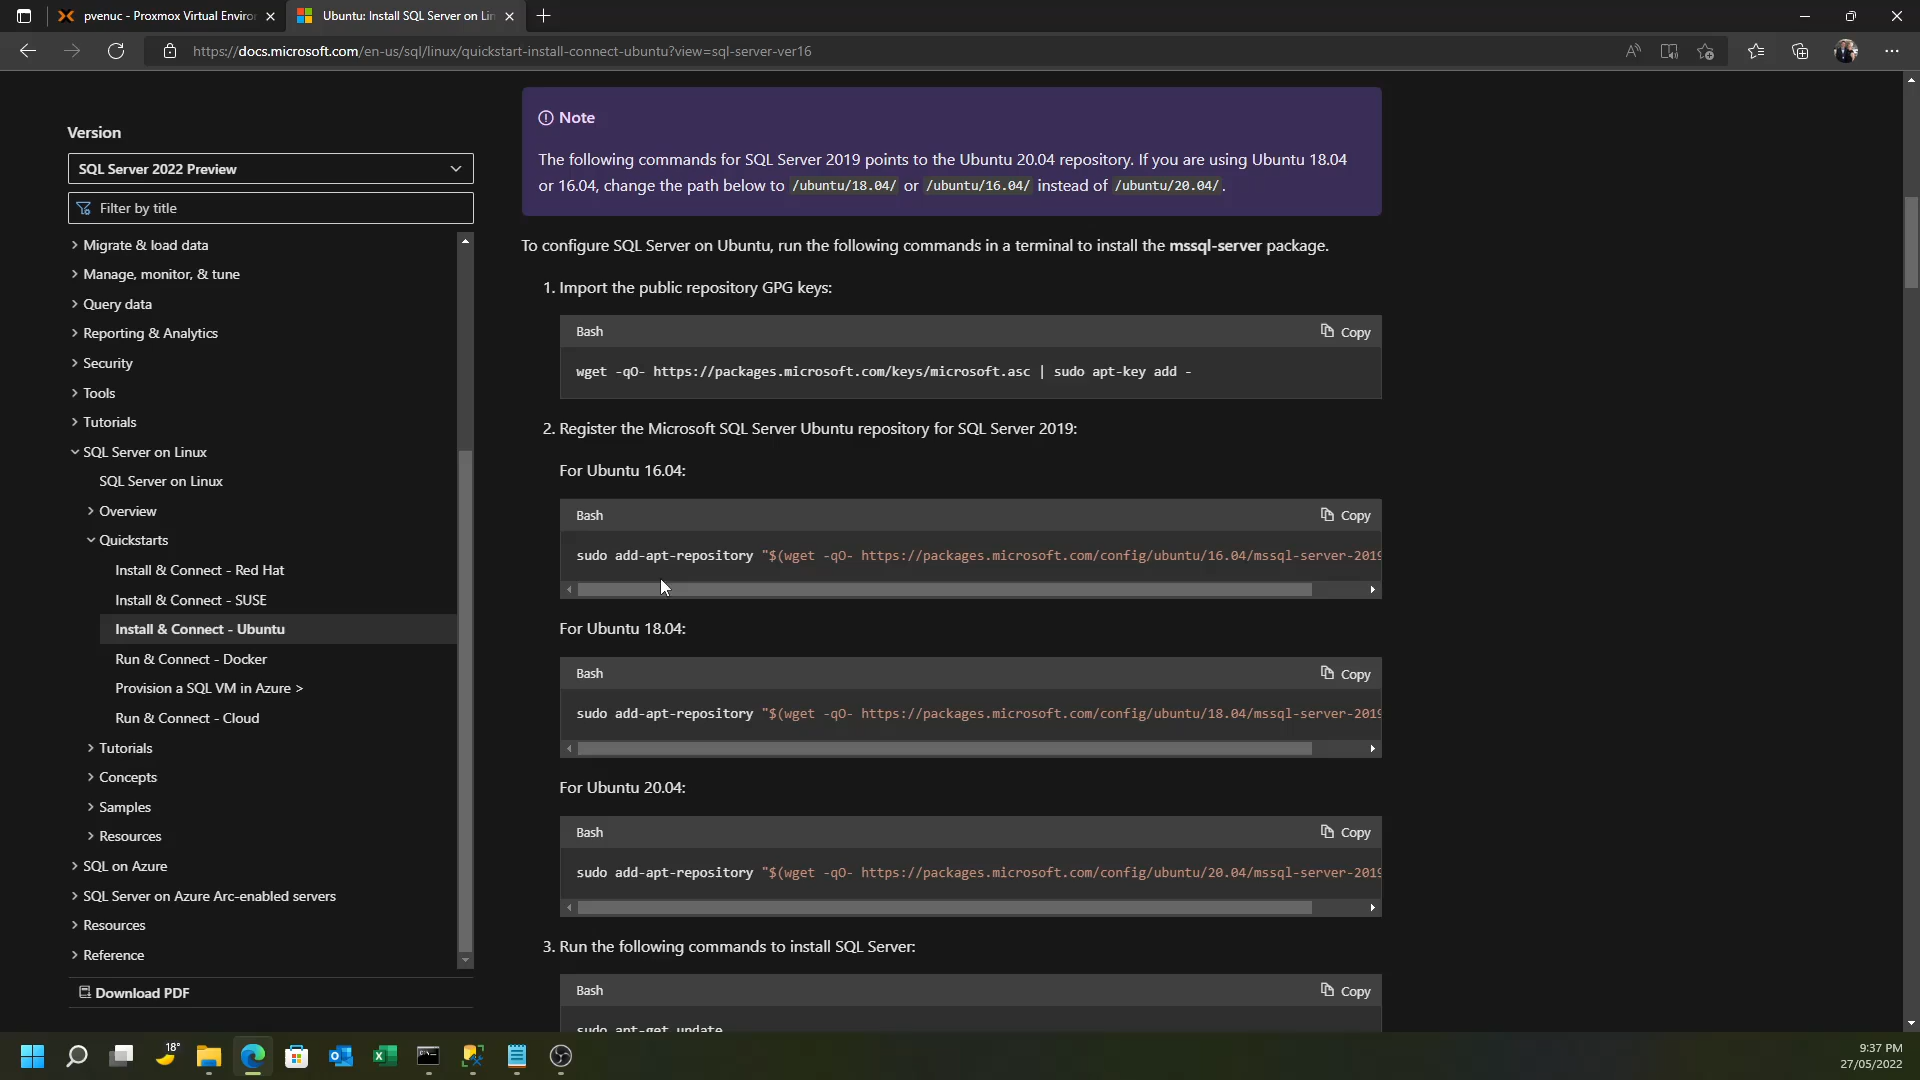 pvenuc - Proxmox Virtual Enviro
Ubuntu: Install SQL Server on Lin
https://docs.microsoft.com/en-us/sql/linux/quickstart-install-connect-ubuntu?view=sql-server-ver16
Version
SQL Server 2022 Preview
Filter by title
Migrate & load data
Manage, monitor, & tune
Query data
Reporting & Analytics
Security
Tools
Tutorials
SQL Server on Linux
SQL Server on Linux
Overview
Quickstarts
Install & Connect - Red Hat
Install & Connect - SUSE
Install & Connect - Ubuntu
Run & Connect - Docker
Provision a SQL VM in Azure >
Run & Connect - Cloud
Tutorials
Concepts
Samples
Resources
SQL on Azure
SQL Server on Azure Arc-enabled servers
Resources
Reference
Download PDF
Note
The following commands for SQL Server 2019 points to the Ubuntu 20.04 repository. If you are using Ubuntu 18.04
or 16.04, change the path below to /ubuntu/18.04/ or /ubuntu/16.04/ instead of /ubuntu/20.04/.
To configure SQL Server on Ubuntu, run the following commands in a terminal to install the mssql-server package.
1. Import the public repository GPG keys:
Bash
Copy
wget -qO- https://packages.microsoft.com/keys/microsoft.asc | sudo apt-key add -
2. Register the Microsoft SQL Server Ubuntu repository for SQL Server 2019:
For Ubuntu 16.04:
Bash
Copy
sudo add-apt-repository "$(wget -qO- https://packages.microsoft.com/config/ubuntu/16.04/mssql-server-2019
For Ubuntu 18.04:
Bash
Copy
sudo add-apt-repository "$(wget -qO- https://packages.microsoft.com/config/ubuntu/18.04/mssql-server-2019
For Ubuntu 20.04:
Bash
Copy
sudo add-apt-repository "$(wget -qO- https://packages.microsoft.com/config/ubuntu/20.04/mssql-server-2019
3. Run the following commands to install SQL Server:
Bash
Copy
sudo apt-get update
18°
9:37 PM
27/05/2022